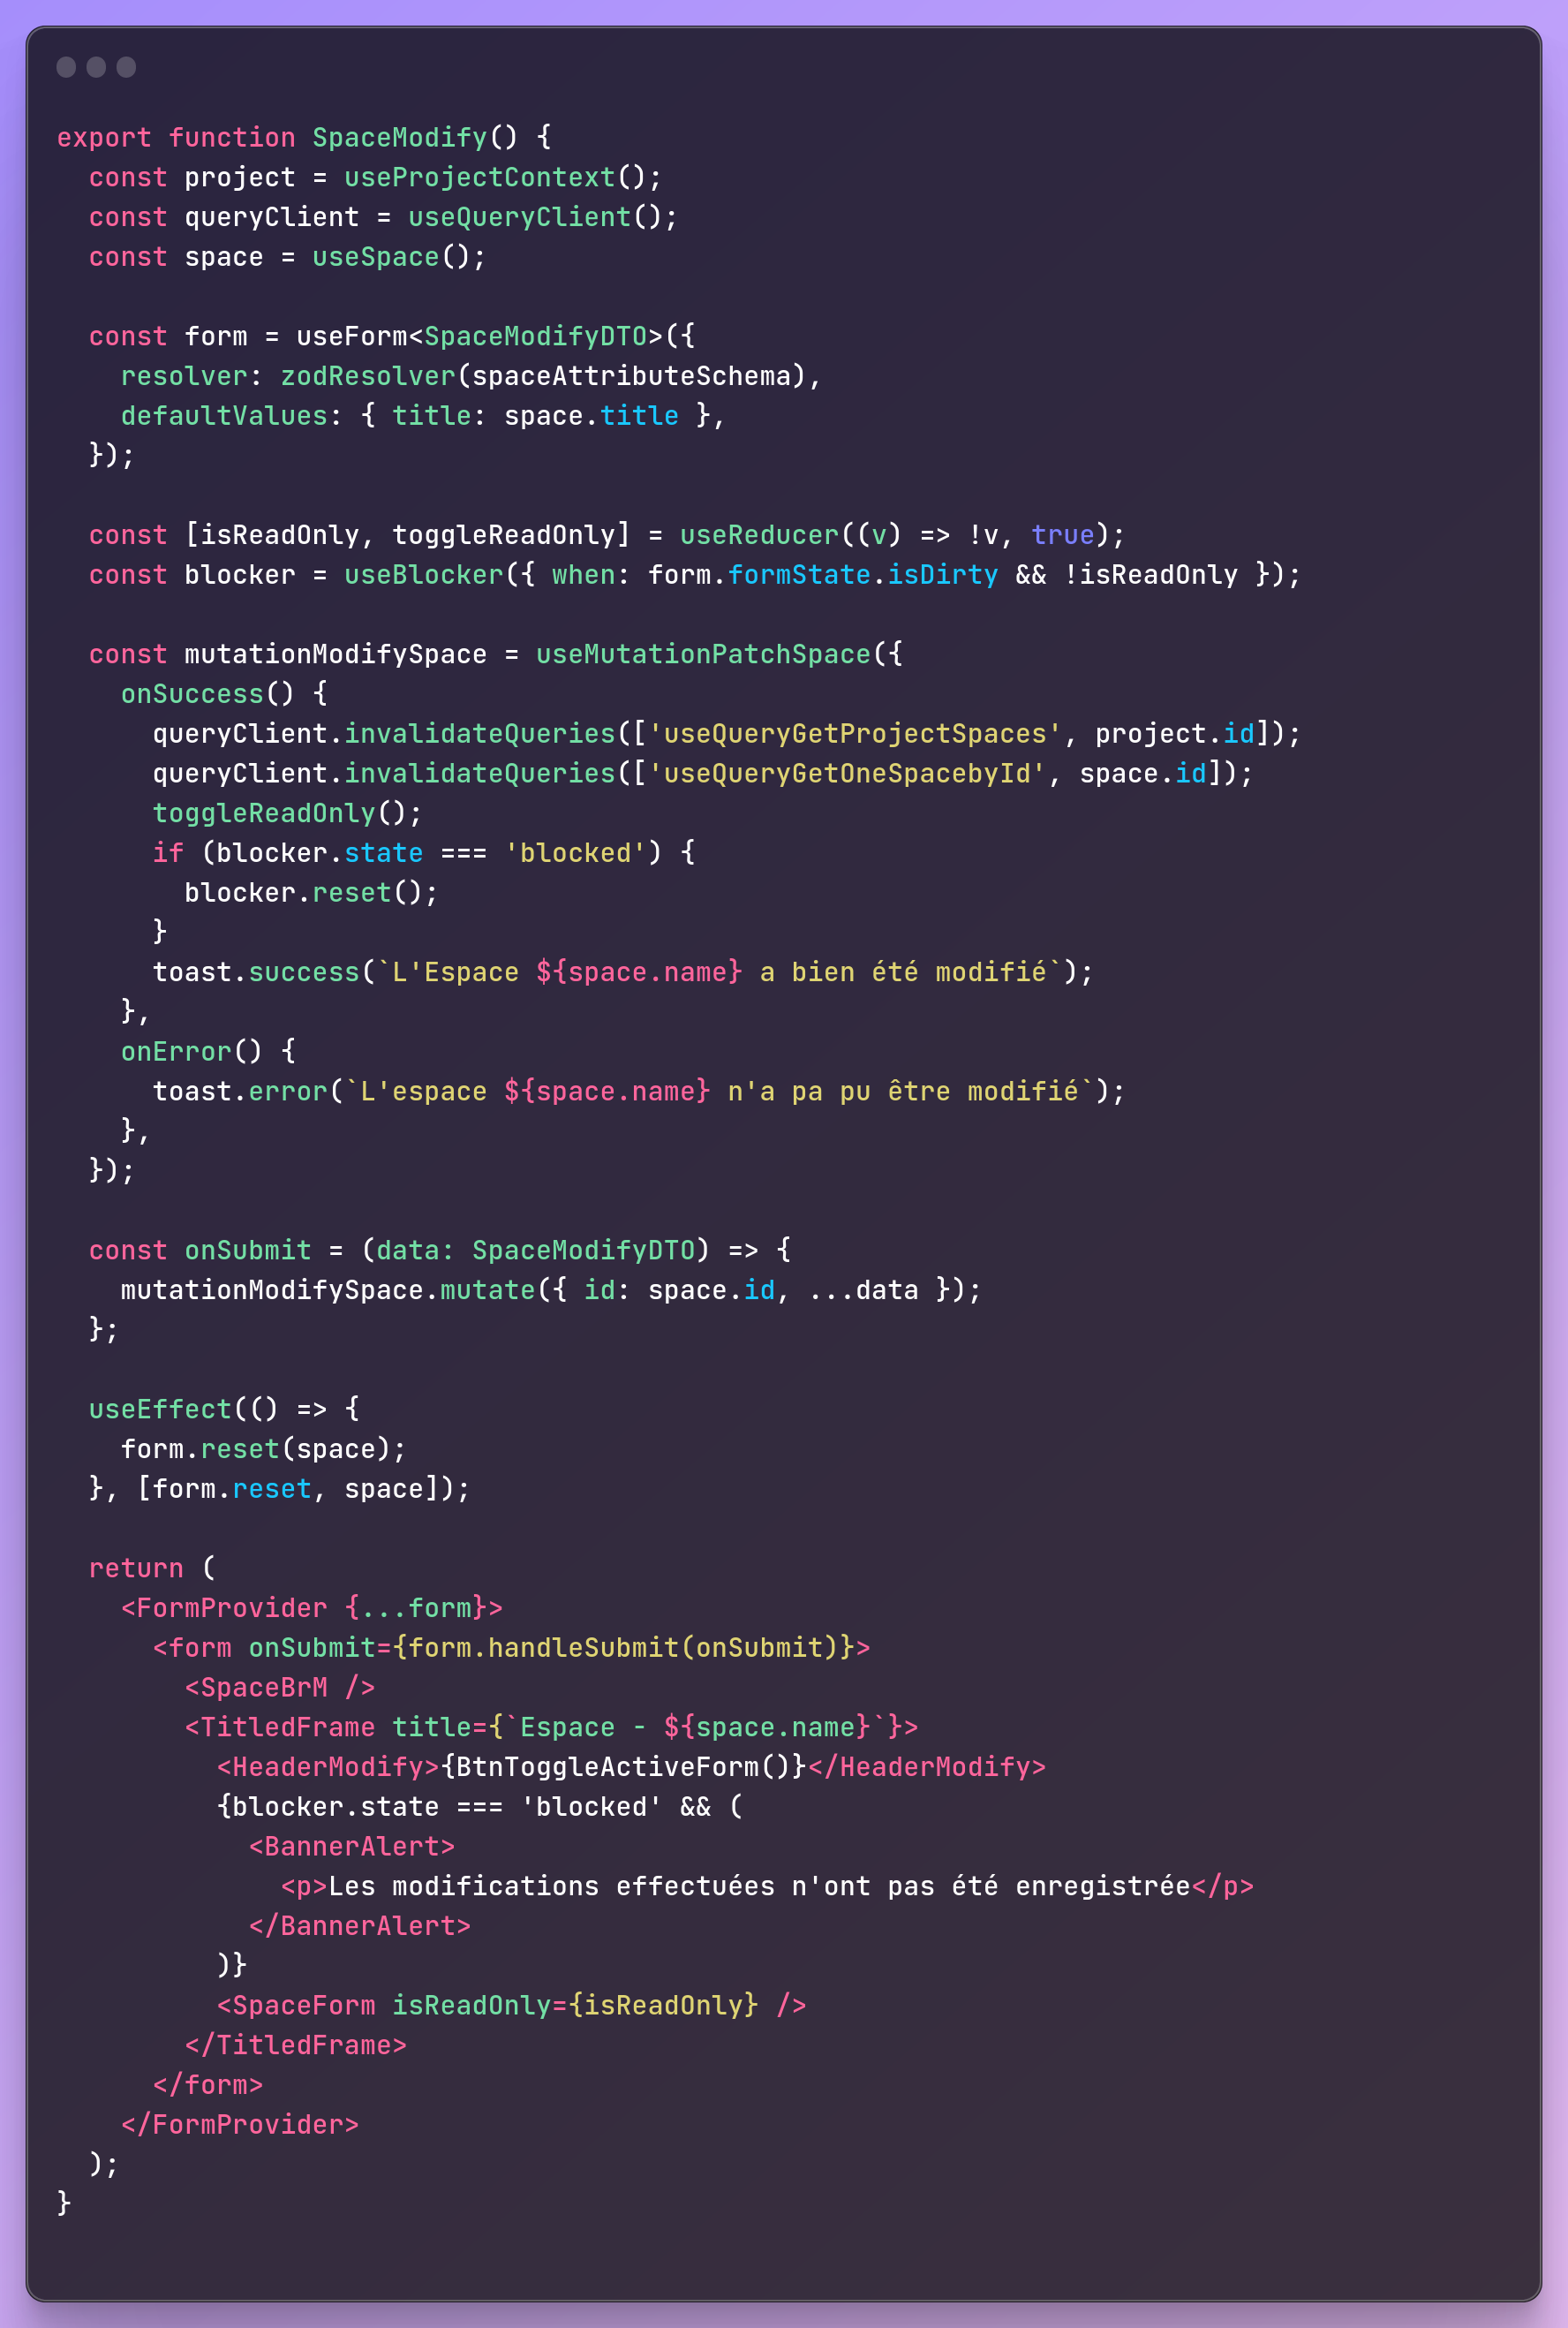 export function SpaceModify() {
  const project = useProjectContext();
  const queryClient = useQueryClient();
  const space = useSpace();

  const form = useForm<SpaceModifyDTO>({
    resolver: zodResolver(spaceAttributeSchema),
    defaultValues: { title: space.title },
  });

  const [isReadOnly, toggleReadOnly] = useReducer((v) => !v, true);
  const blocker = useBlocker({ when: form.formState.isDirty && !isReadOnly });

  const mutationModifySpace = useMutationPatchSpace({
    onSuccess() {
      queryClient.invalidateQueries(['useQueryGetProjectSpaces', project.id]);
      queryClient.invalidateQueries(['useQueryGetOneSpacebyId', space.id]);
      toggleReadOnly();
      if (blocker.state === 'blocked') {
        blocker.reset();
      }
      toast.success(`L'Espace ${space.name} a bien été modifié`);
    },
    onError() {
      toast.error(`L'espace ${space.name} n'a pa pu être modifié`);
    },
  });

  const onSubmit = (data: SpaceModifyDTO) => {
    mutationModifySpace.mutate({ id: space.id, ...data });
  };

  useEffect(() => {
    form.reset(space);
  }, [form.reset, space]);

  return (
    <FormProvider {...form}>
      <form onSubmit={form.handleSubmit(onSubmit)}>
        <SpaceBrM />
        <TitledFrame title={`Espace - ${space.name}`}>
          <HeaderModify>{BtnToggleActiveForm()}</HeaderModify>
          {blocker.state === 'blocked' && (
            <BannerAlert>
              <p>Les modifications effectuées n'ont pas été enregistrée</p>
            </BannerAlert>
          )}
          <SpaceForm isReadOnly={isReadOnly} />
        </TitledFrame>
      </form>
    </FormProvider>
  );
}